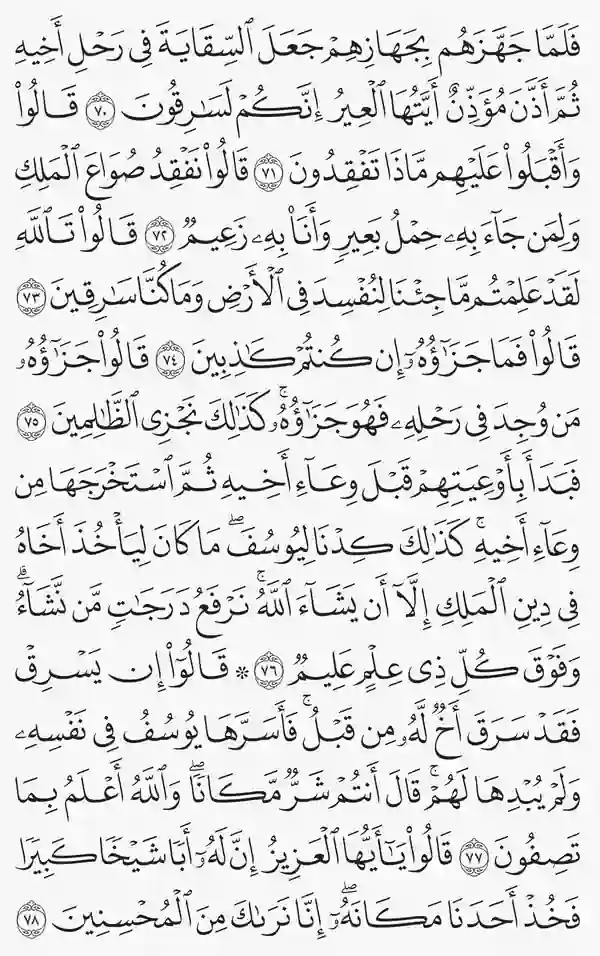 فَلَمَّا جَهَّزَهُم بِجَهَازِهِمْ جَعَلَ ٱلسِّقَايَةَ فِى رَحْلِ أَخِيهِ
ثُمَّ أَذَّنَ مُؤَذِّنٌ أَيَّتُهَا ٱلْعِيرُ إِنَّكُمْ لَسَٰرِقُونَ ٧٠ قَالُوا۟
وَأَقْبَلُوا۟ عَلَيْهِم مَّاذَا تَفْقِدُونَ ٧١ قَالُوا۟ نَفْقِدُ صُوَاعَ ٱلْمَلِكِ
وَلِمَن جَآءَ بِهِۦ حِمْلُ بَعِيرٍ وَأَنَا۠ بِهِۦ زَعِيمٌ ٧٢ قَالُوا۟ تَٱللَّهِ
لَقَدْ عَلِمْتُم مَّا جِئْنَا لِنُفْسِدَ فِى ٱلْأَرْضِ وَمَا كُنَّا سَٰرِقِينَ ٧٣
قَالُوا۟ فَمَا جَزَٰٓؤُهُۥٓ إِن كُنتُمْ كَٰذِبِينَ ٧٤ قَالُوا۟ جَزَٰٓؤُهُۥ
مَن وُجِدَ فِى رَحْلِهِۦ فَهُوَ جَزَٰٓؤُهُۥ ۚ كَذَٰلِكَ نَجْزِى ٱلظَّٰلِمِينَ ٧٥
فَبَدَأَ بِأَوْعِيَتِهِمْ قَبْلَ وِعَآءِ أَخِيهِ ثُمَّ ٱسْتَخْرَجَهَا مِن
وِعَآءِ أَخِيهِ ۚ كَذَٰلِكَ كِدْنَا لِيُوسُفَ ۖ مَا كَانَ لِيَأْخُذَ أَخَاهُ
فِى دِينِ ٱلْمَلِكِ إِلَّآ أَن يَشَآءَ ٱللَّهُ ۚ نَرْفَعُ دَرَجَٰتٍ مَّن نَّشَآءُ ۗ
وَفَوْقَ كُلِّ ذِى عِلْمٍ عَلِيمٌ ٧٦ ۞ قَالُوٓا۟ إِن يَسْرِقْ
فَقَدْ سَرَقَ أَخٌ لَّهُۥ مِن قَبْلُ ۚ فَأَسَرَّهَا يُوسُفُ فِى نَفْسِهِۦ
وَلَمْ يُبْدِهَا لَهُمْ ۚ قَالَ أَنتُمْ شَرٌّ مَّكَانًا ۖ وَٱللَّهُ أَعْلَمُ بِمَا
تَصِفُونَ ٧٧ قَالُوا۟ يَٰٓأَيُّهَا ٱلْعَزِيزُ إِنَّ لَهُۥٓ أَبًا شَيْخًا كَبِيرًا
فَخُذْ أَحَدَنَا مَكَانَهُۥٓ ۖ إِنَّا نَرَىٰكَ مِنَ ٱلْمُحْسِنِينَ ٧٨